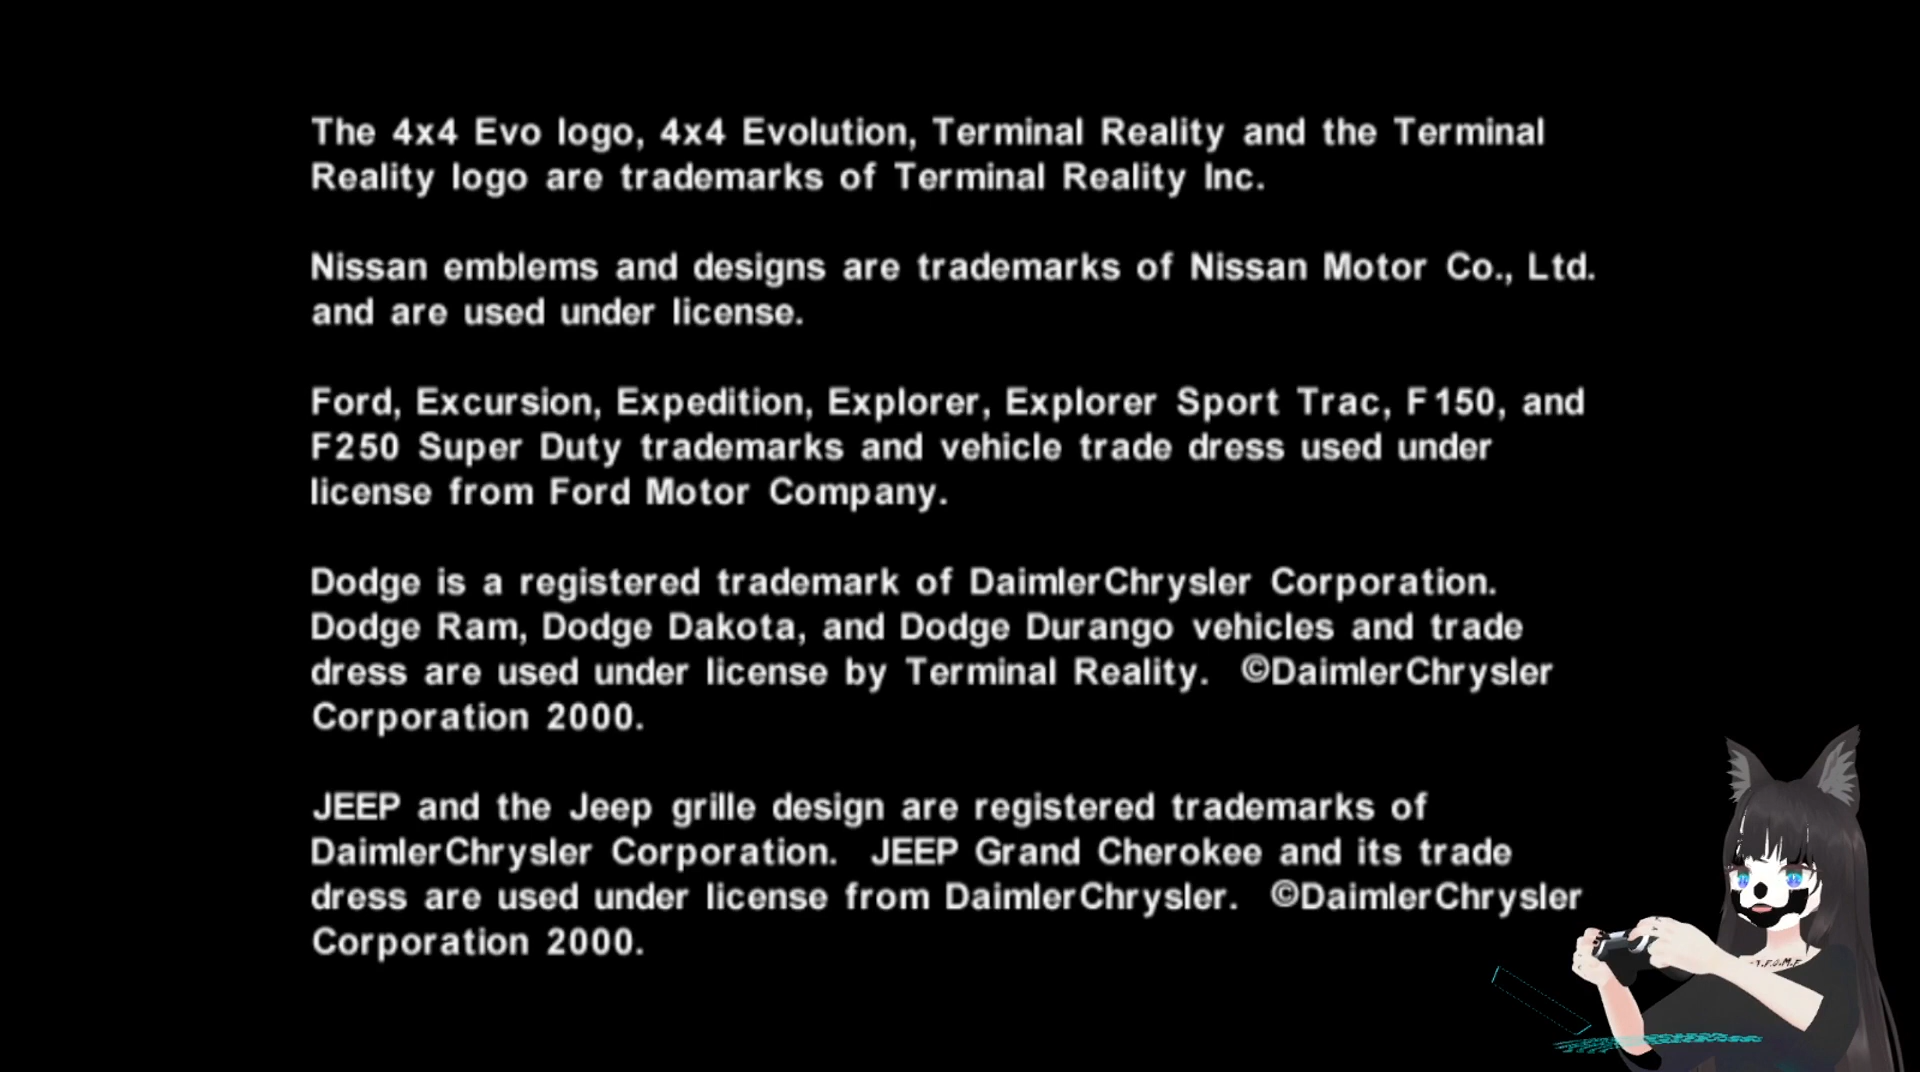 The 4x4 Evo logo, 4x4 Evolution, Terminal Reality and the Terminal
Reality logo are trademarks of Terminal Reality Inc.
Nissan emblems and designs are trademarks of Nissan Motor Co., Ltd.
and are used under license.
Ford, Excursion, Expedition, Explorer, Explorer Sport Trac, F150, and
F250 Super Duty trademarks and vehicle trade dress used under
license from Ford Motor Company.
Dodge is a registered trademark of DaimlerChrysler Corporation.
Dodge Ram, Dodge Dakota, and Dodge Durango vehicles and trade
dress are used under license by Terminal Reality. ©DaimlerChrysler
Corporation 2000.
JEEP and the Jeep grille design are registered trademarks of
DaimlerChrysler Corporation. JEEP Grand Cherokee and its trade
dress are used under license from DaimlerChrysler. ©DaimlerChrysler
Corporation 2000.